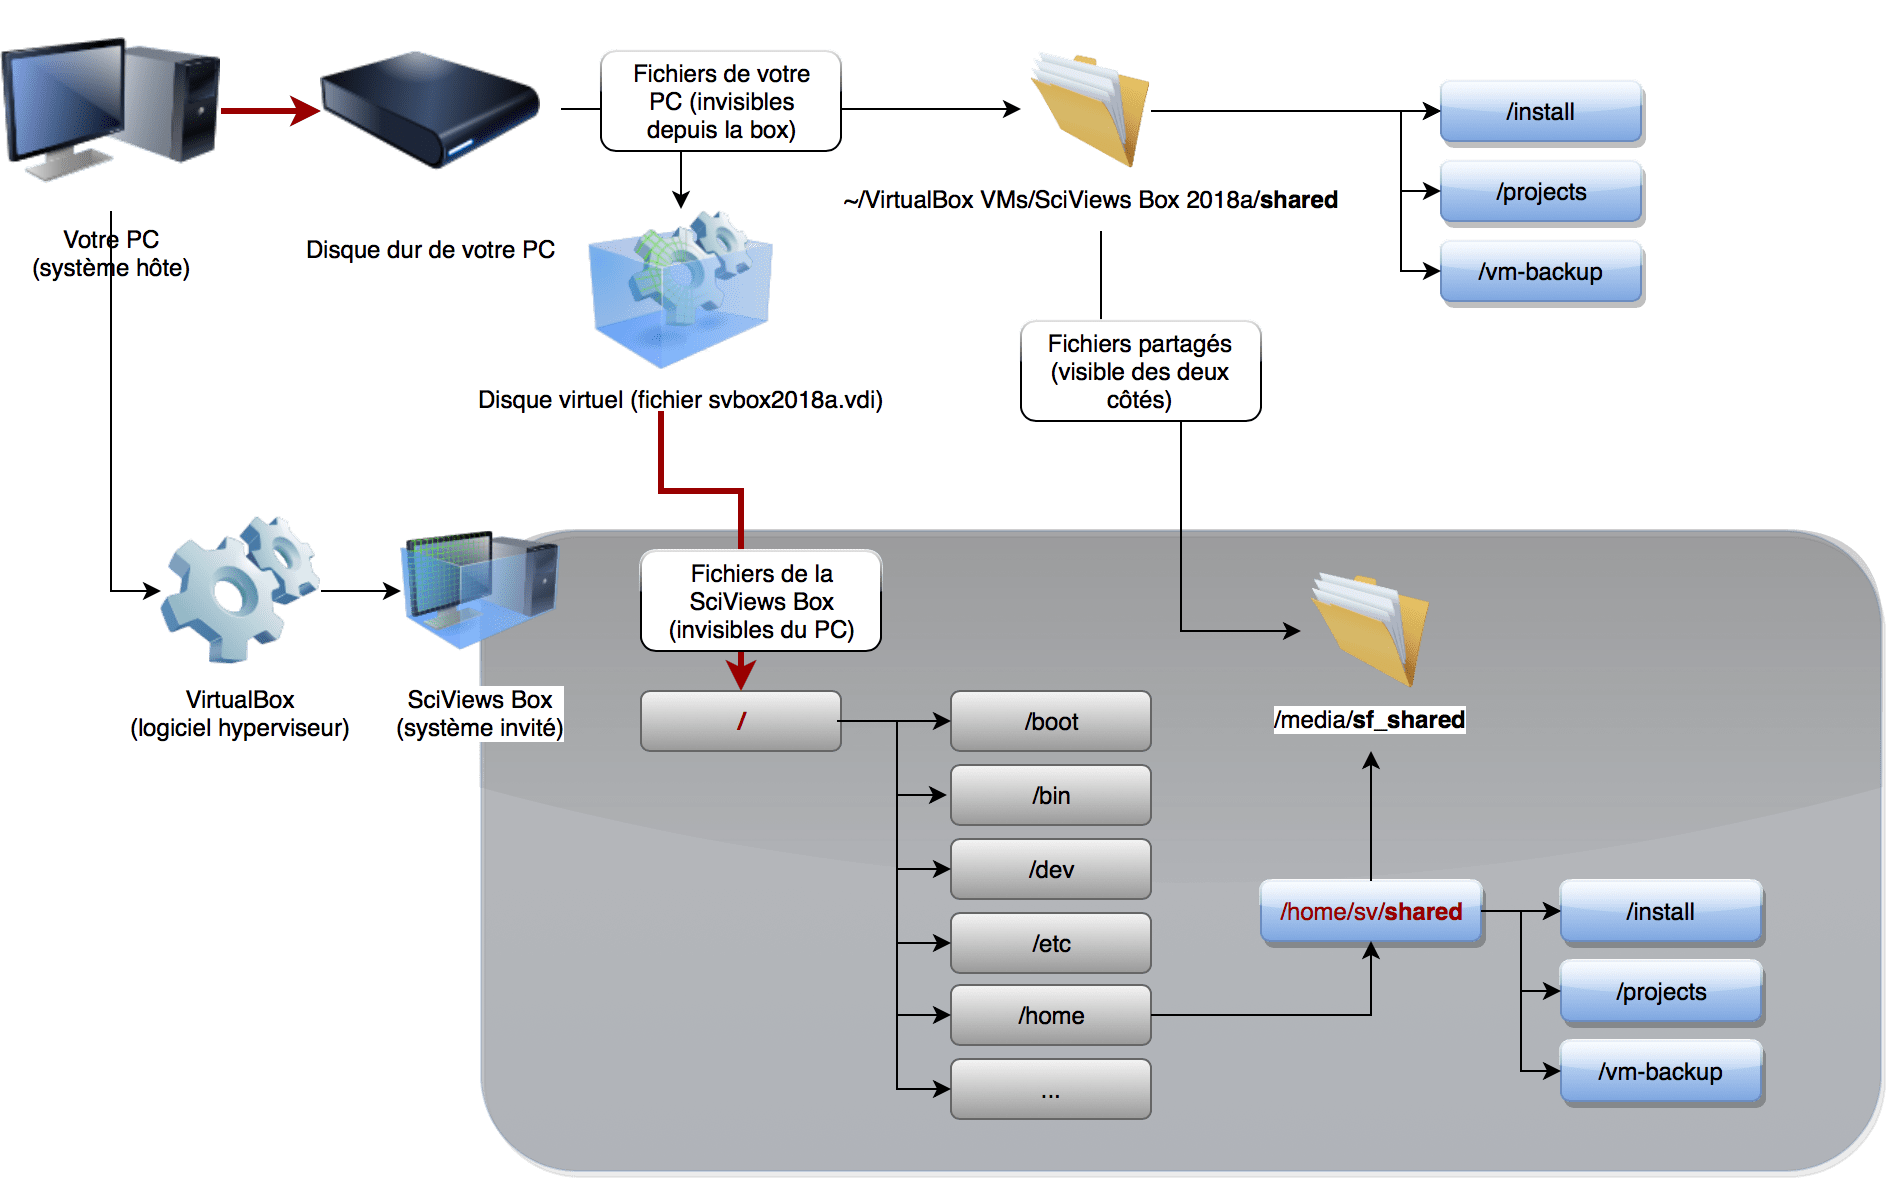 Fichiers de votre
PC (invisibles
depuis la box)
/install
/projects
~/VirtualBox VMs/SciViews Box 2018a/shared
Votre PC
(système hôte)
Disque dur de votre PC
/vm-backup
Fichiers partagés
(visible des deux
côtés)
Disque virtuel (fichier svbox2018a.vdi)
Fichiers de la
SciViews Box
(invisibles du PC)
VirtualBox
(logiciel hyperviseur)
SciViews Box
(système invité)
/
/boot
/media/sf_shared
/bin
/dev
/etc
/home
...
/home/sv/shared
/install
/projects
/vm-backup